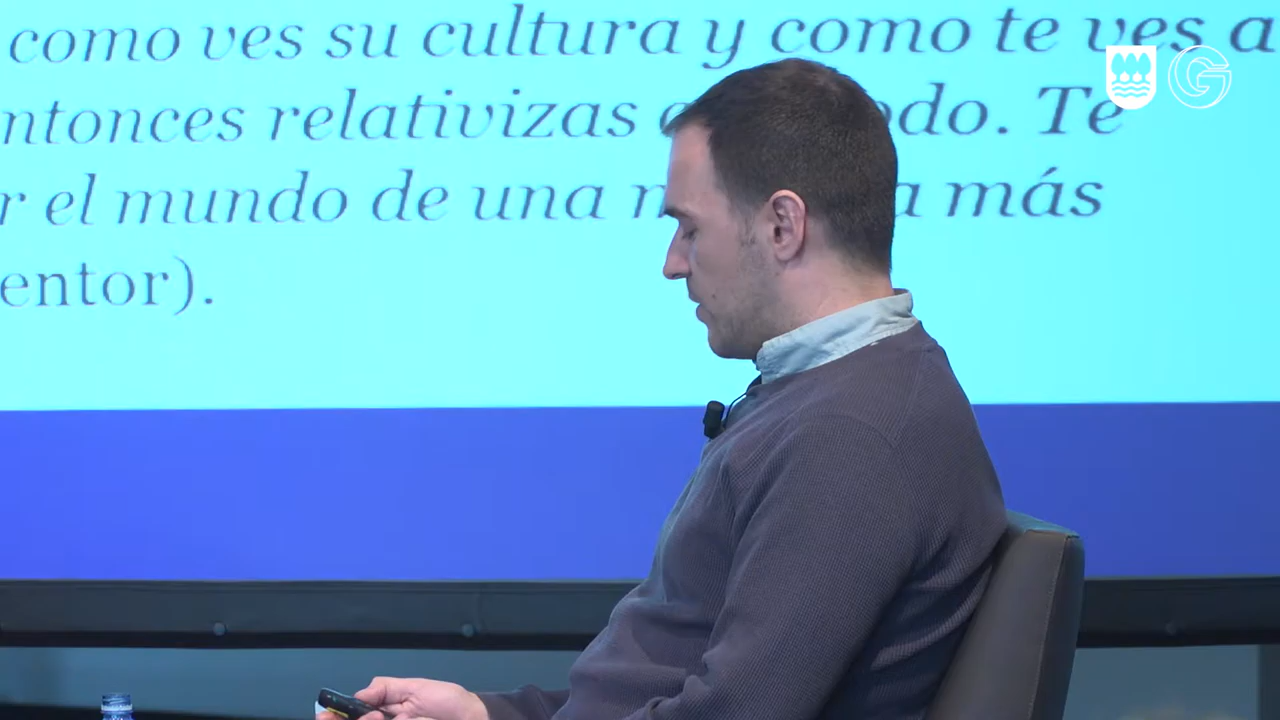 como ves su cultura y como te ves a
ntonces relativizas odo. Te
r el mundo de una m a más
entor).
G